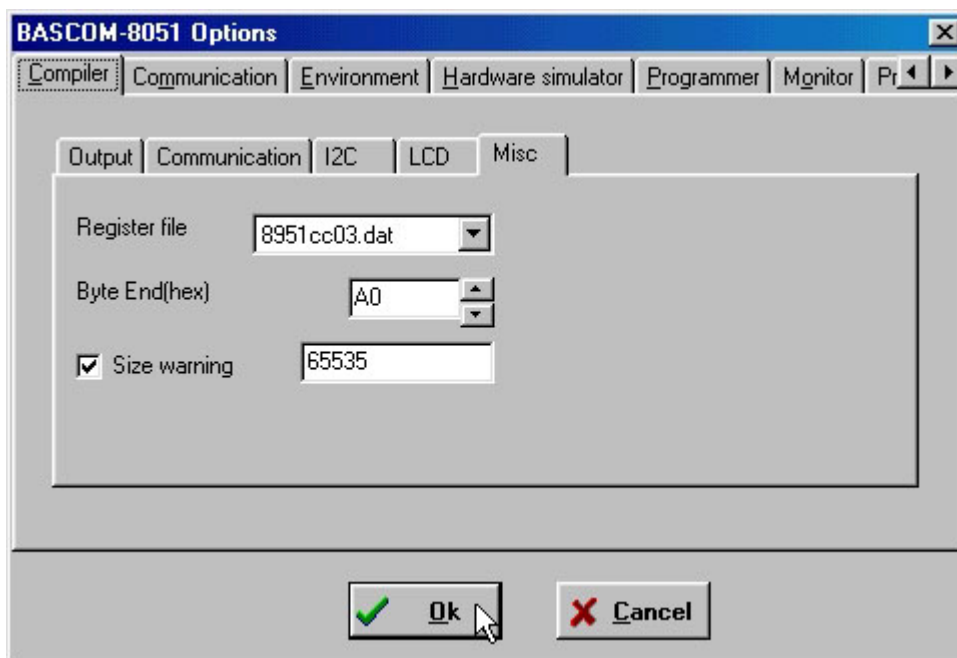 BASCOM-8051 Options
Compiler Communication Environment Hardware simulator Programmer Monitor Pr
Output Communication I2C LCD Misc
Register file 8951cc03.dat
Byte End(hex) A0
Size warning 65535
Ok Cancel